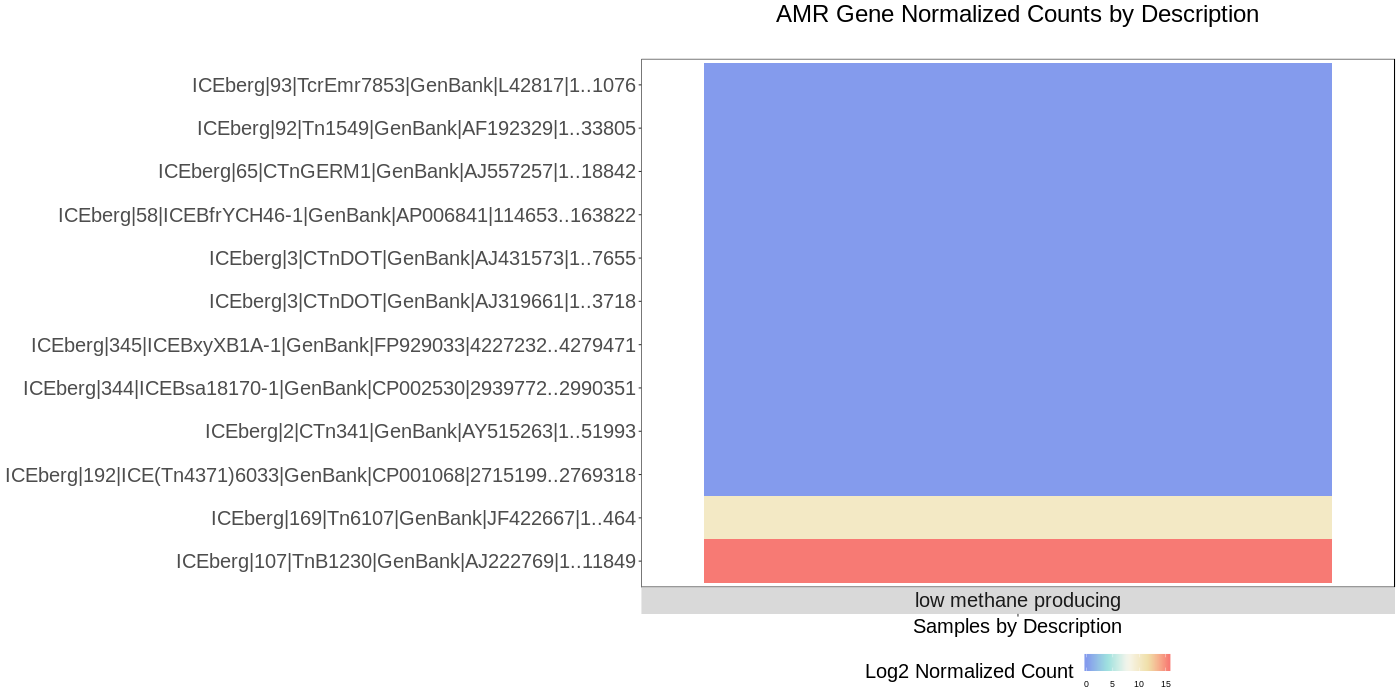 AMR Gene Normalized Counts by Description
ICEberg|93|TcrEmr7853|GenBank|L42817|1..1076
ICEberg|92|Tn1549|GenBank|AF192329|1..33805
ICEberg|65|CTnGERM1|GenBank|AJ557257|1..18842
ICEberg|58|ICEBfrYCH46-1|GenBank|AP006841|114653..163822
ICEberg|3|CTnDOT|GenBank|AJ431573|1..7655
ICEberg|3|CTnDOT|GenBank|AJ319661|1..3718
ICEberg|345|ICEBxyXB1A-1|GenBank|FP929033|4227232..4279471
ICEberg|344|ICEBsa18170-1|GenBank|CP002530|2939772..2990351
ICEberg|2|CTn341|GenBank|AY515263|1..51993
ICEberg|192|ICE(Tn4371)6033|GenBank|CP001068|2715199..2769318
ICEberg|169|Tn6107|GenBank|JF422667|1..464
ICEberg|107|TnB1230|GenBank|AJ222769|1..11849
low methane producing
Samples by Description
Log2 Normalized Count
0 5 10 15